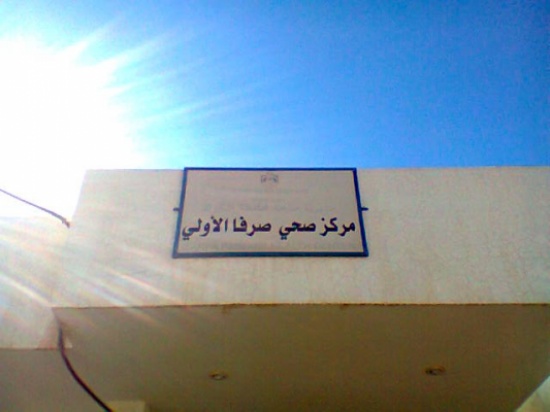 مركز صحي صرفا الأولي